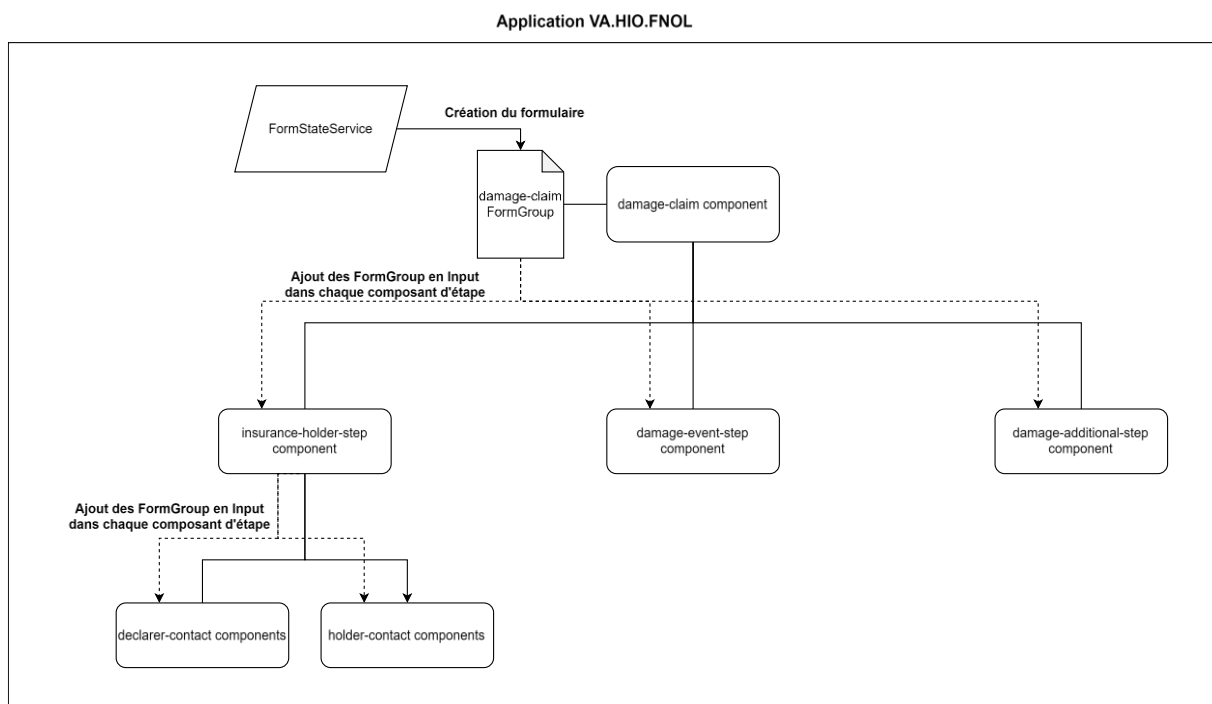 Application VA.HIO.FNOL
Création du formulaire
FormStateService
damage-claim
FormGroup
damage-claim component
Ajout des FormGroup en Input
dans chaque composant d'étape
insurance-holder-step
component
damage-event-step
component
damage-additional-step
component
Ajout des FormGroup en Input
dans chaque composant d'étape
declarer-contact components
holder-contact components